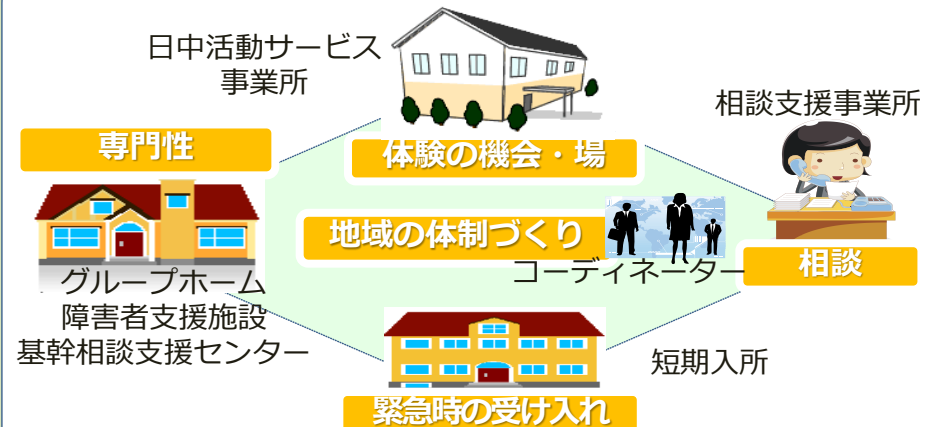 日中活動サービス
事業所
相談支援事業所
専門性
体験の機会・場
地域の体制づくり
コーディネーター
相談
グループホーム
障害者支援施設
基幹相談支援センター
短期入所
緊急時の受け入れ